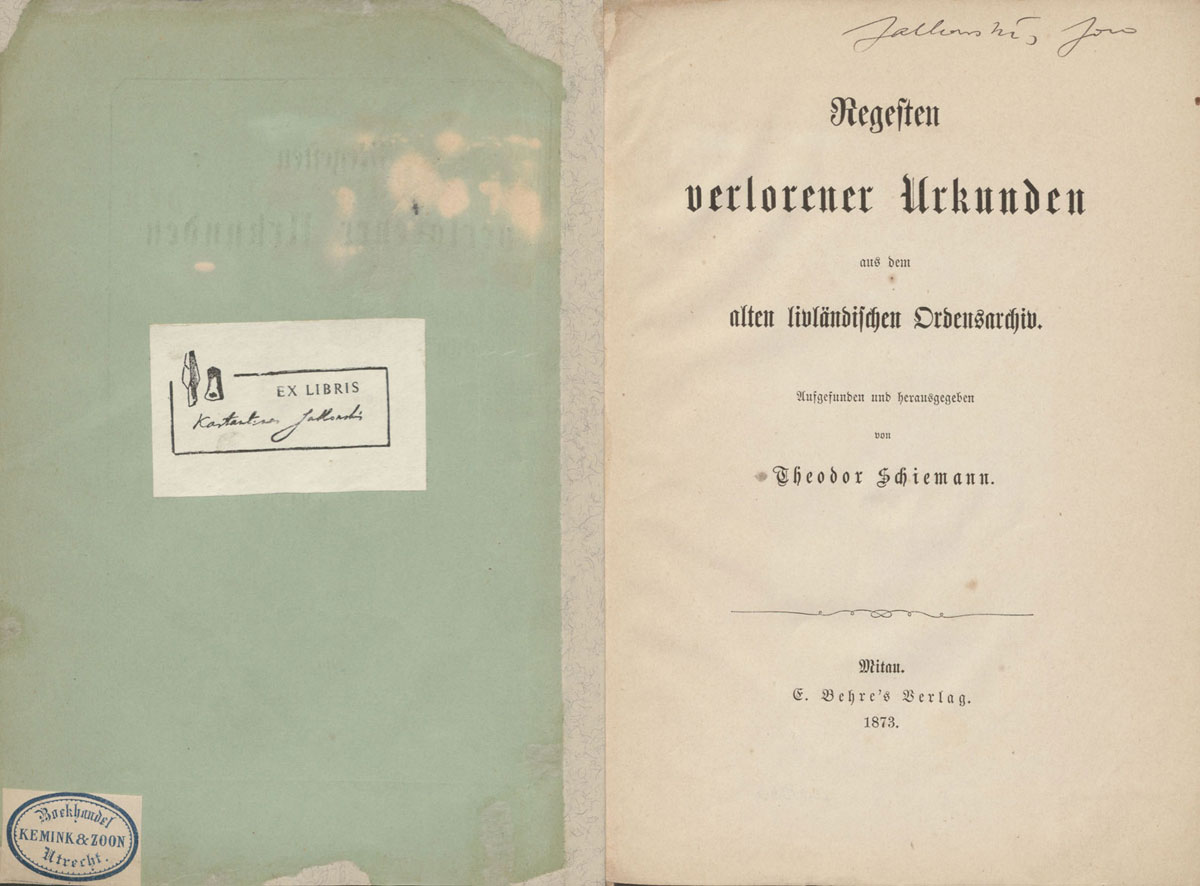 EX LIBRIS
Boekhandel
KEMINK & ZOON
Utrecht.
Regesten
verlorener Urkunden
aus dem
alten livländischen Ordensarchiv.
Aufgefunden und herausgegeben
von
Theodor Schiemann.
Mitau.
E. Behre's Verlag.
1873.